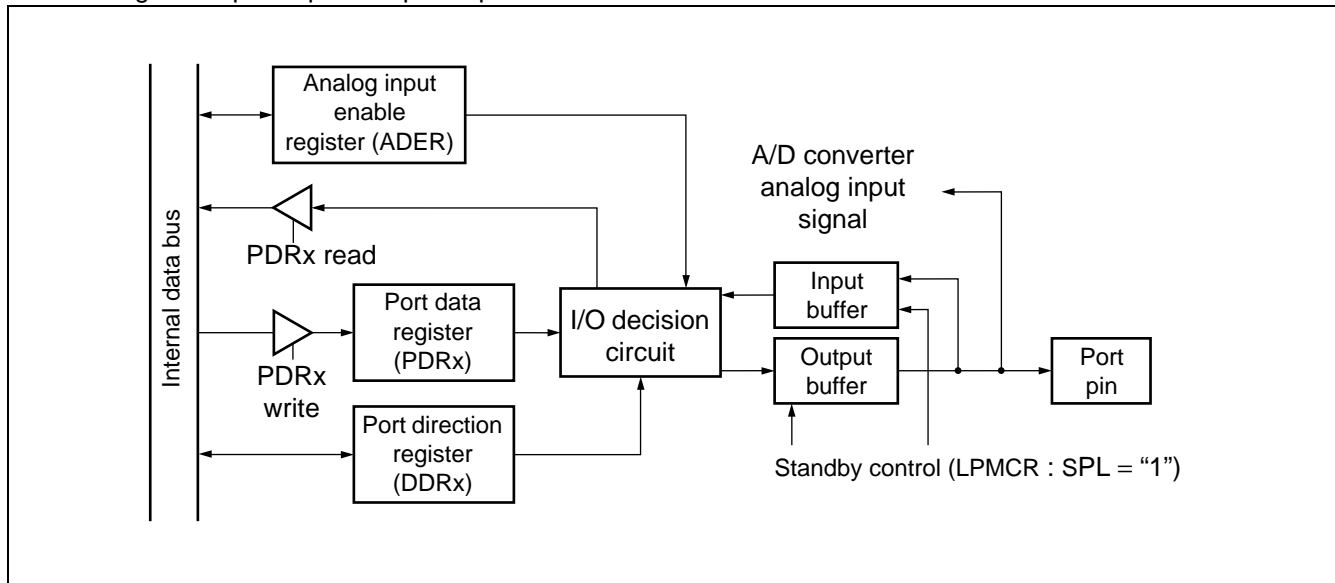 Internal data bus
Analog input
enable
register (ADER)
PDRx read
PDRx
write
Port data
register
(PDRx)
Port direction
register
(DDRx)
I/O decision
circuit
A/D converter
analog input
signal
Input
buffer
Output
buffer
Port
pin
Standby control (LPMCR : SPL = “1”)